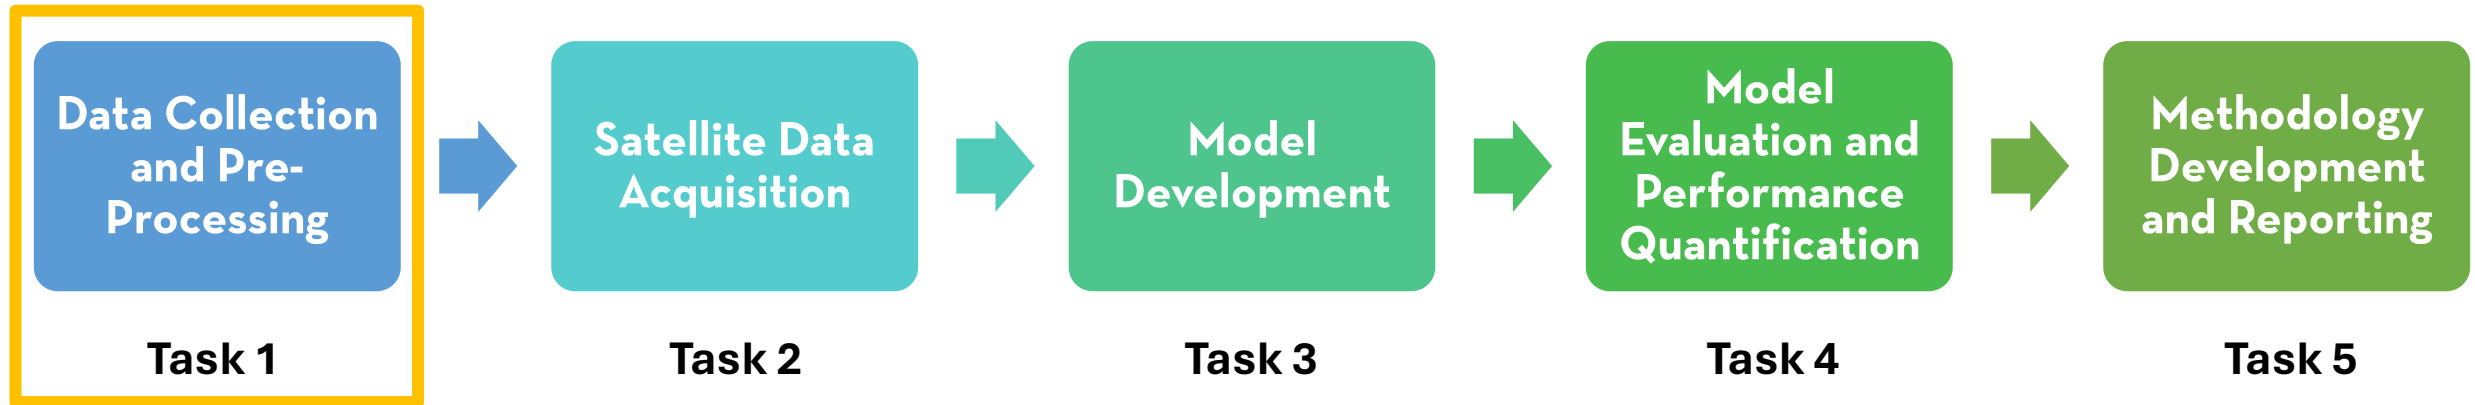 Data Collection
and Pre-
Processing
Task 1
Satellite Data
Acquisition
Task 2
Model
Development
Task 3
Model
Evaluation and
Performance
Quantification
Task 4
Methodology
Development
and Reporting
Task 5